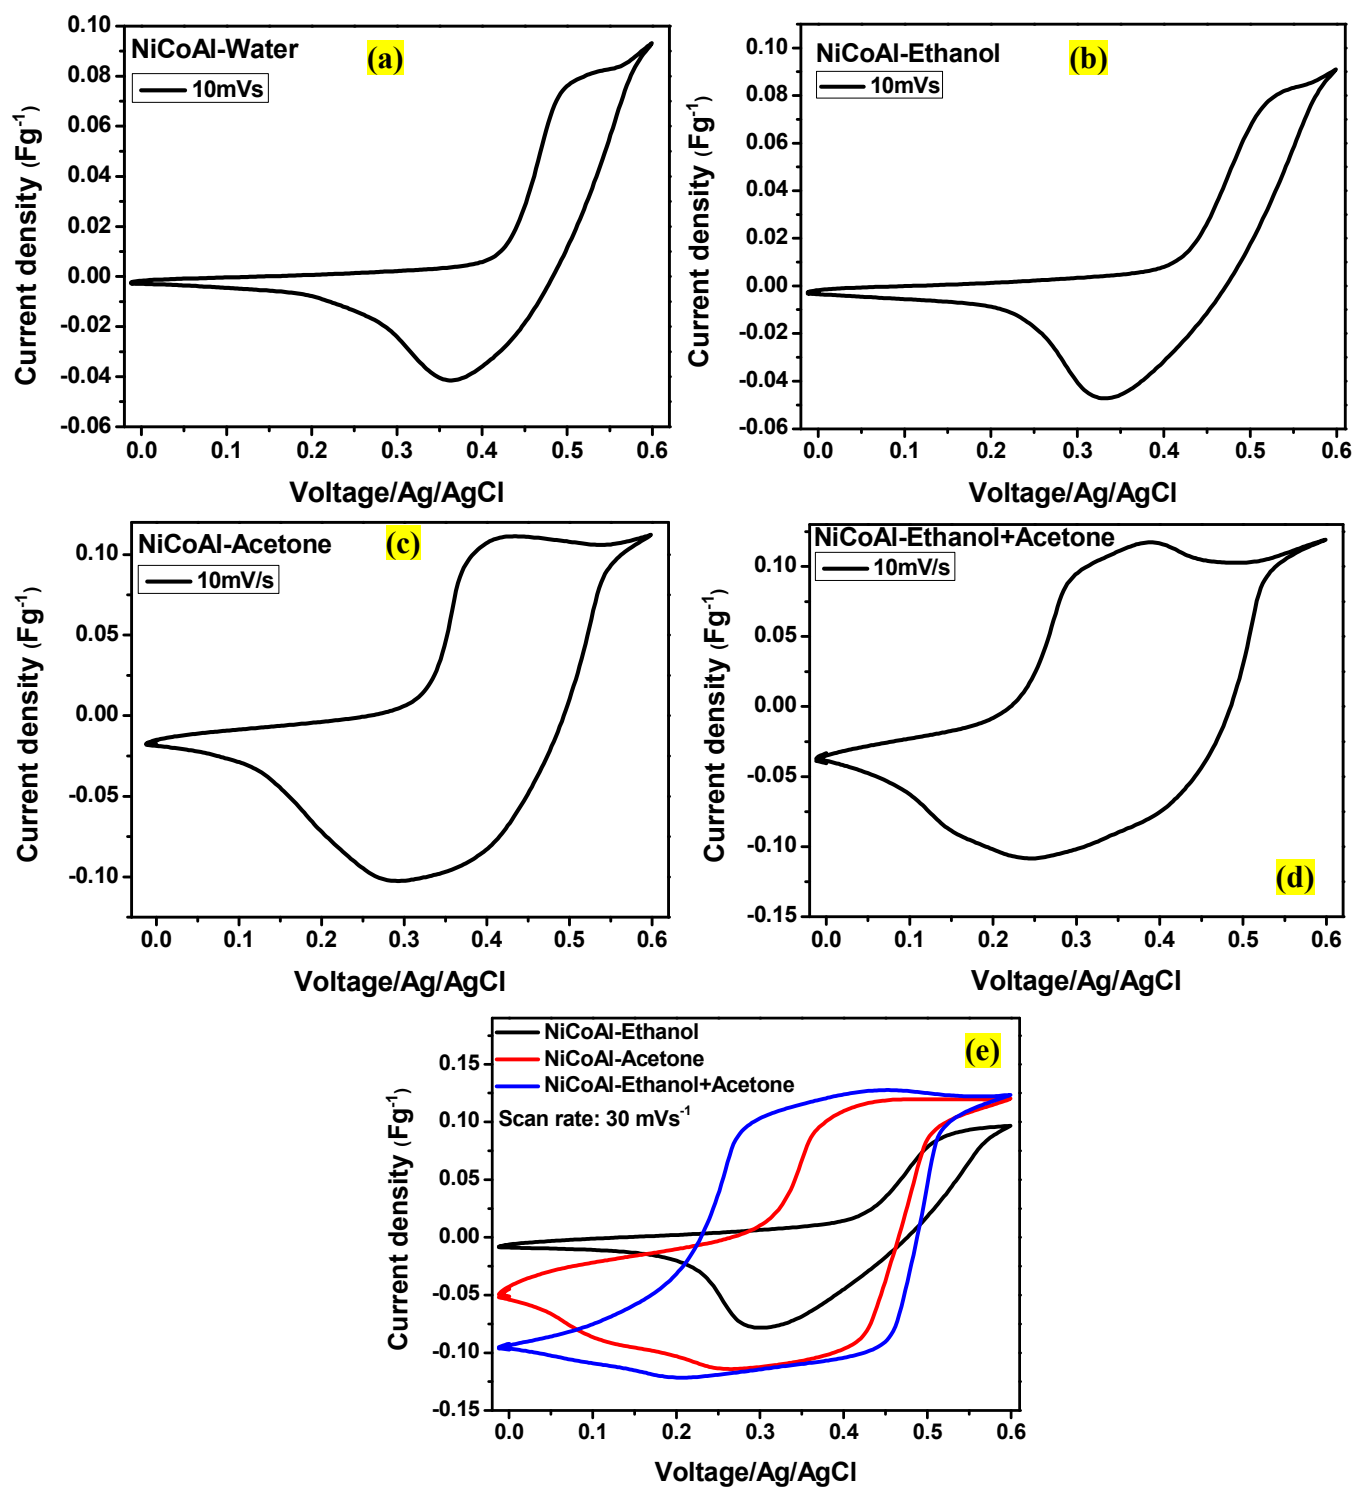 NiCoAl-Water
(a)
10mVs
Current density (Fg-1)
0.10
0.08
0.06
0.04
0.02
0.00
-0.02
-0.04
-0.06
0.0 0.1 0.2 0.3 0.4 0.5 0.6
Voltage/Ag/AgCl
NiCoAl-Ethanol
(b)
10mVs
Current density (Fg-1)
0.10
0.08
0.06
0.04
0.02
0.00
-0.02
-0.04
-0.06
0.0 0.1 0.2 0.3 0.4 0.5 0.6
Voltage/Ag/AgCl
NiCoAl-Acetone
(c)
10mV/s
Current density (Fg-1)
0.10
0.05
0.00
-0.05
-0.10
0.0 0.1 0.2 0.3 0.4 0.5 0.6
Voltage/Ag/AgCl
NiCoAl-Ethanol+Acetone
10mV/s
(d)
Current density (Fg-1)
0.10
0.05
0.00
-0.05
-0.10
-0.15
0.0 0.1 0.2 0.3 0.4 0.5 0.6
Voltage/Ag/AgCl
NiCoAl-Ethanol
NiCoAl-Acetone
NiCoAl-Ethanol+Acetone
Scan rate: 30 mVs-1
(e)
Current density (Fg-1)
0.15
0.10
0.05
0.00
-0.05
-0.10
-0.15
0.0 0.1 0.2 0.3 0.4 0.5 0.6
Voltage/Ag/AgCl